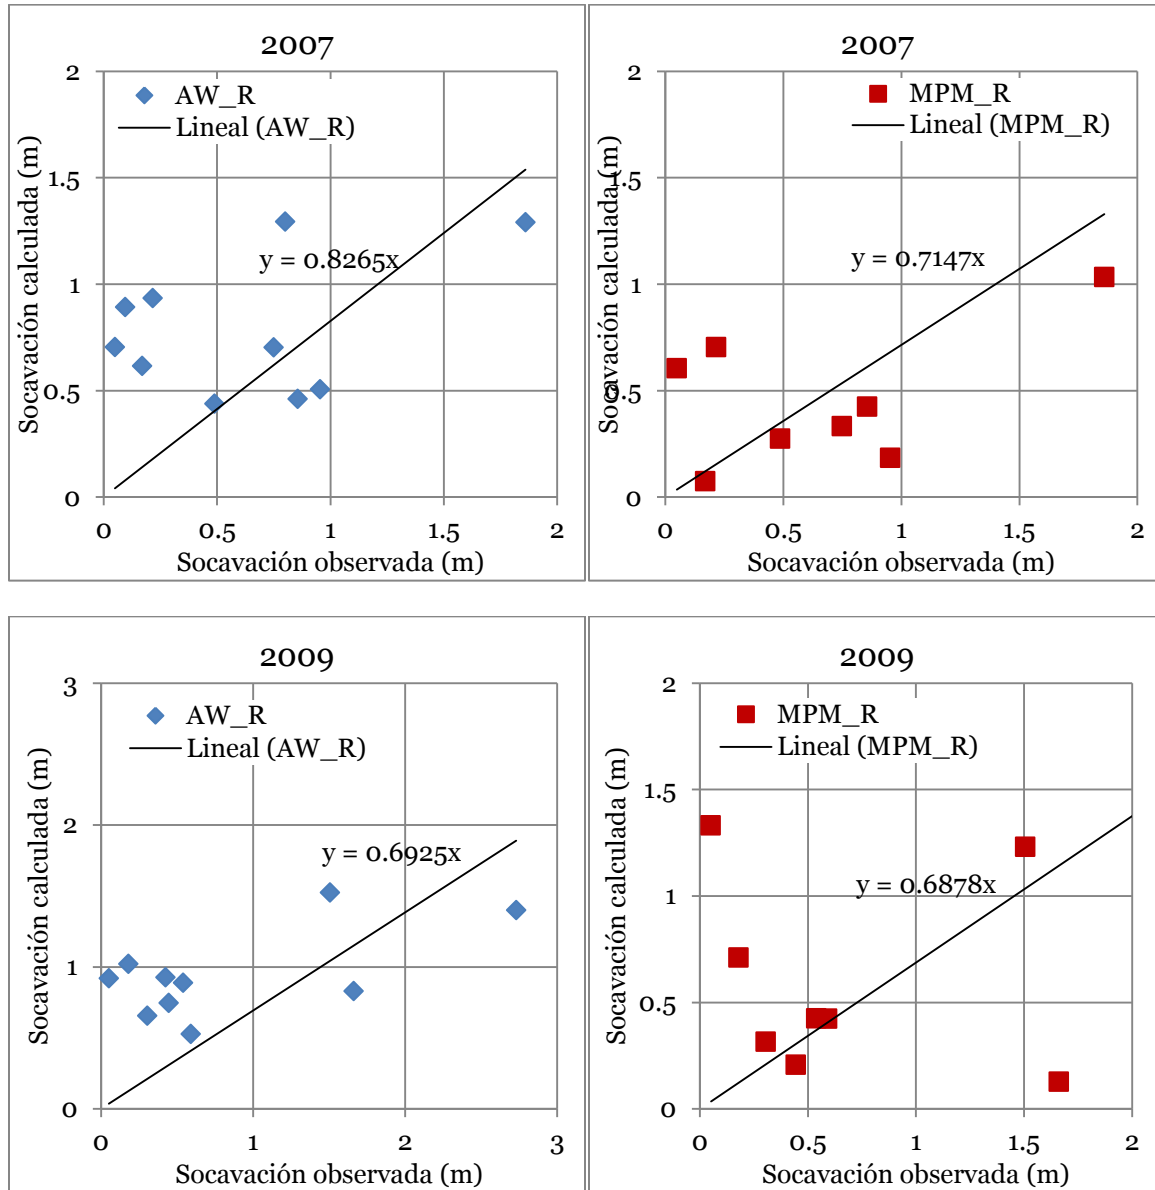 2007
2
AW_R
Lineal (AW_R)
1.5
y = 0.8265x
1
0.5
0
0 0.5 1 1.5 2
Socavación calculada (m)
Socavación observada (m)
2007
2
MPM_R
Lineal (MPM_R)
1.5
y = 0.7147x
1
0.5
0
0 0.5 1 1.5 2
Socavación calculada (m)
Socavación observada (m)
2009
3
AW_R
Lineal (AW_R)
2
y = 0.6925x
1
0
0 1 2 3
Socavación calculada (m)
Socavación observada (m)
2009
2
MPM_R
Lineal (MPM_R)
1.5
y = 0.6878x
1
0.5
0
0 0.5 1 1.5 2
Socavación calculada (m)
Socavación observada (m)